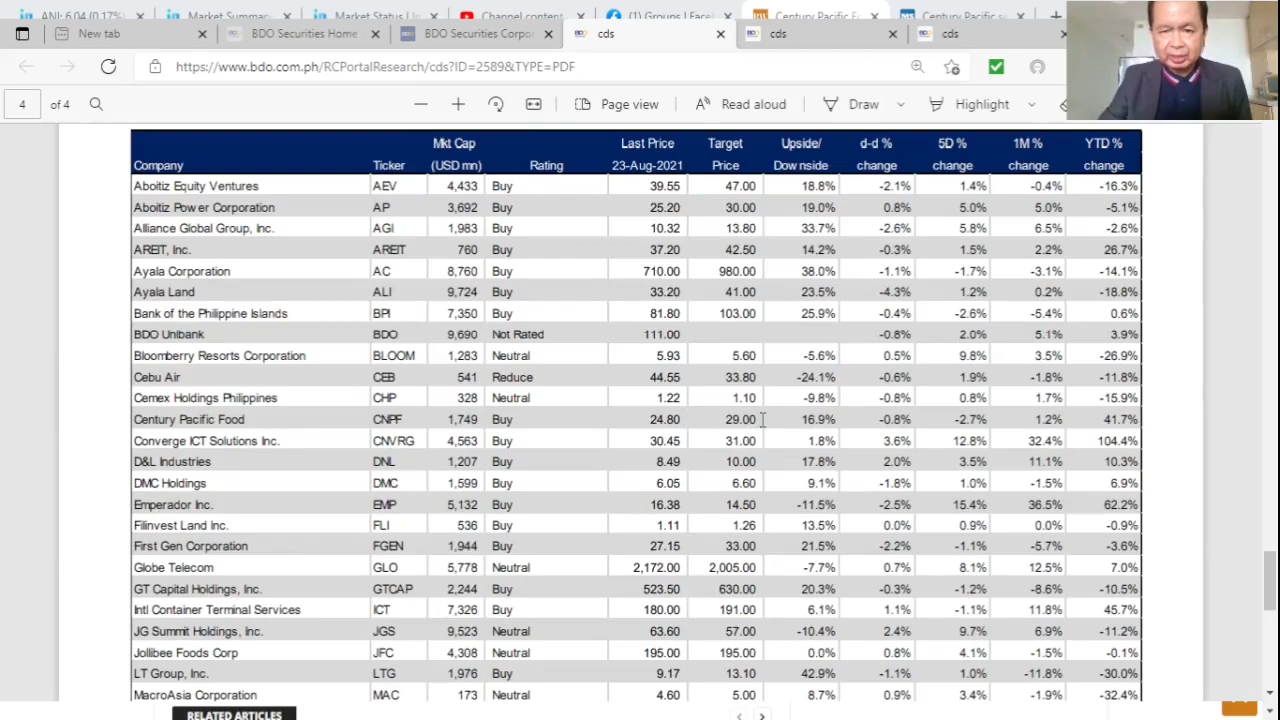 ANI: 6.04 (0.17%)
Market Summar
Market Status | U
Channel content
(1) Groups | Face
Century Pacific F
Century Pacific s
New tab
BDO Securities Home
BDO Securities Corpor
cds
cds
cds
https://www.bdo.com.ph/RCPortalResearch/cds?ID=2589&TYPE=PDF
4 of 4
Page view
Read aloud
Draw
Highlight
Mkt Cap Last Price Target Upside/ d-d % 5D % 1M % YTD %
Company Ticker (USD mn) Rating 23-Aug-2021 Price Downside change change change change
Aboitiz Equity Ventures AEV 4,433 Buy 39.55 47.00 18.8% -2.1% 1.4% -0.4% -16.3%
Aboitiz Power Corporation AP 3,692 Buy 25.20 30.00 19.0% 0.8% 5.0% 5.0% -5.1%
Alliance Global Group, Inc. AGI 1,983 Buy 10.32 13.80 33.7% -2.6% 5.8% 6.5% -2.6%
AREIT, Inc. AREIT 760 Buy 37.20 42.50 14.2% -0.3% 1.5% 2.2% 26.7%
Ayala Corporation AC 8,760 Buy 710.00 980.00 38.0% -1.1% -1.7% -3.1% -14.1%
Ayala Land ALI 9,724 Buy 33.20 41.00 23.5% -4.3% 1.2% 0.2% -18.8%
Bank of the Philippine Islands BPI 7,350 Buy 81.80 103.00 25.9% -0.4% -2.6% -5.4% 0.6%
BDO Unibank BDO 9,690 Not Rated 111.00 -0.8% 2.0% 5.1% 3.9%
Bloomberry Resorts Corporation BLOOM 1,283 Neutral 5.93 5.60 -5.6% 0.5% 9.8% 3.5% -26.9%
Cebu Air CEB 541 Reduce 44.55 33.80 -24.1% -0.6% 1.9% -1.8% -11.8%
Cemex Holdings Philippines CHP 328 Neutral 1.22 1.10 -9.8% -0.8% 0.8% 1.7% -15.9%
Century Pacific Food CNPF 1,749 Buy 24.80 29.00 16.9% -0.8% -2.7% 1.2% 41.7%
Converge ICT Solutions Inc. CNVRG 4,563 Buy 30.45 31.00 1.8% 3.6% 12.8% 32.4% 104.4%
D&L Industries DNL 1,207 Buy 8.49 10.00 17.8% 2.0% 3.5% 11.1% 10.3%
DMC Holdings DMC 1,599 Buy 6.05 6.60 9.1% -1.8% 1.0% -1.5% 6.9%
Emperador Inc. EMP 5,132 Buy 16.38 14.50 -11.5% -2.5% 15.4% 36.5% 62.2%
Filinvest Land Inc. FLI 536 Buy 1.11 1.26 13.5% 0.0% 0.9% 0.0% -0.9%
First Gen Corporation FGEN 1,944 Buy 27.15 33.00 21.5% -2.2% -1.1% -5.7% -3.6%
Globe Telecom GLO 5,778 Neutral 2,172.00 2,005.00 -7.7% 0.7% 8.1% 12.5% 7.0%
GT Capital Holdings, Inc. GTCAP 2,244 Buy 523.50 630.00 20.3% -0.3% -1.2% -8.6% -10.5%
Intl Container Terminal Services ICT 7,326 Buy 180.00 191.00 6.1% 1.1% -1.1% 11.8% 45.7%
JG Summit Holdings, Inc. JGS 9,523 Neutral 63.60 57.00 -10.4% 2.4% 9.7% 6.9% -11.2%
Jollibee Foods Corp JFC 4,308 Neutral 195.00 195.00 0.0% 0.8% 4.1% -1.5% -0.1%
LT Group, Inc. LTG 1,976 Buy 9.17 13.10 42.9% -1.1% 1.0% -11.8% -30.0%
MacroAsia Corporation MAC 173 Neutral 4.60 5.00 8.7% 0.9% 3.4% -1.9% -32.4%
RELATED ARTICLES